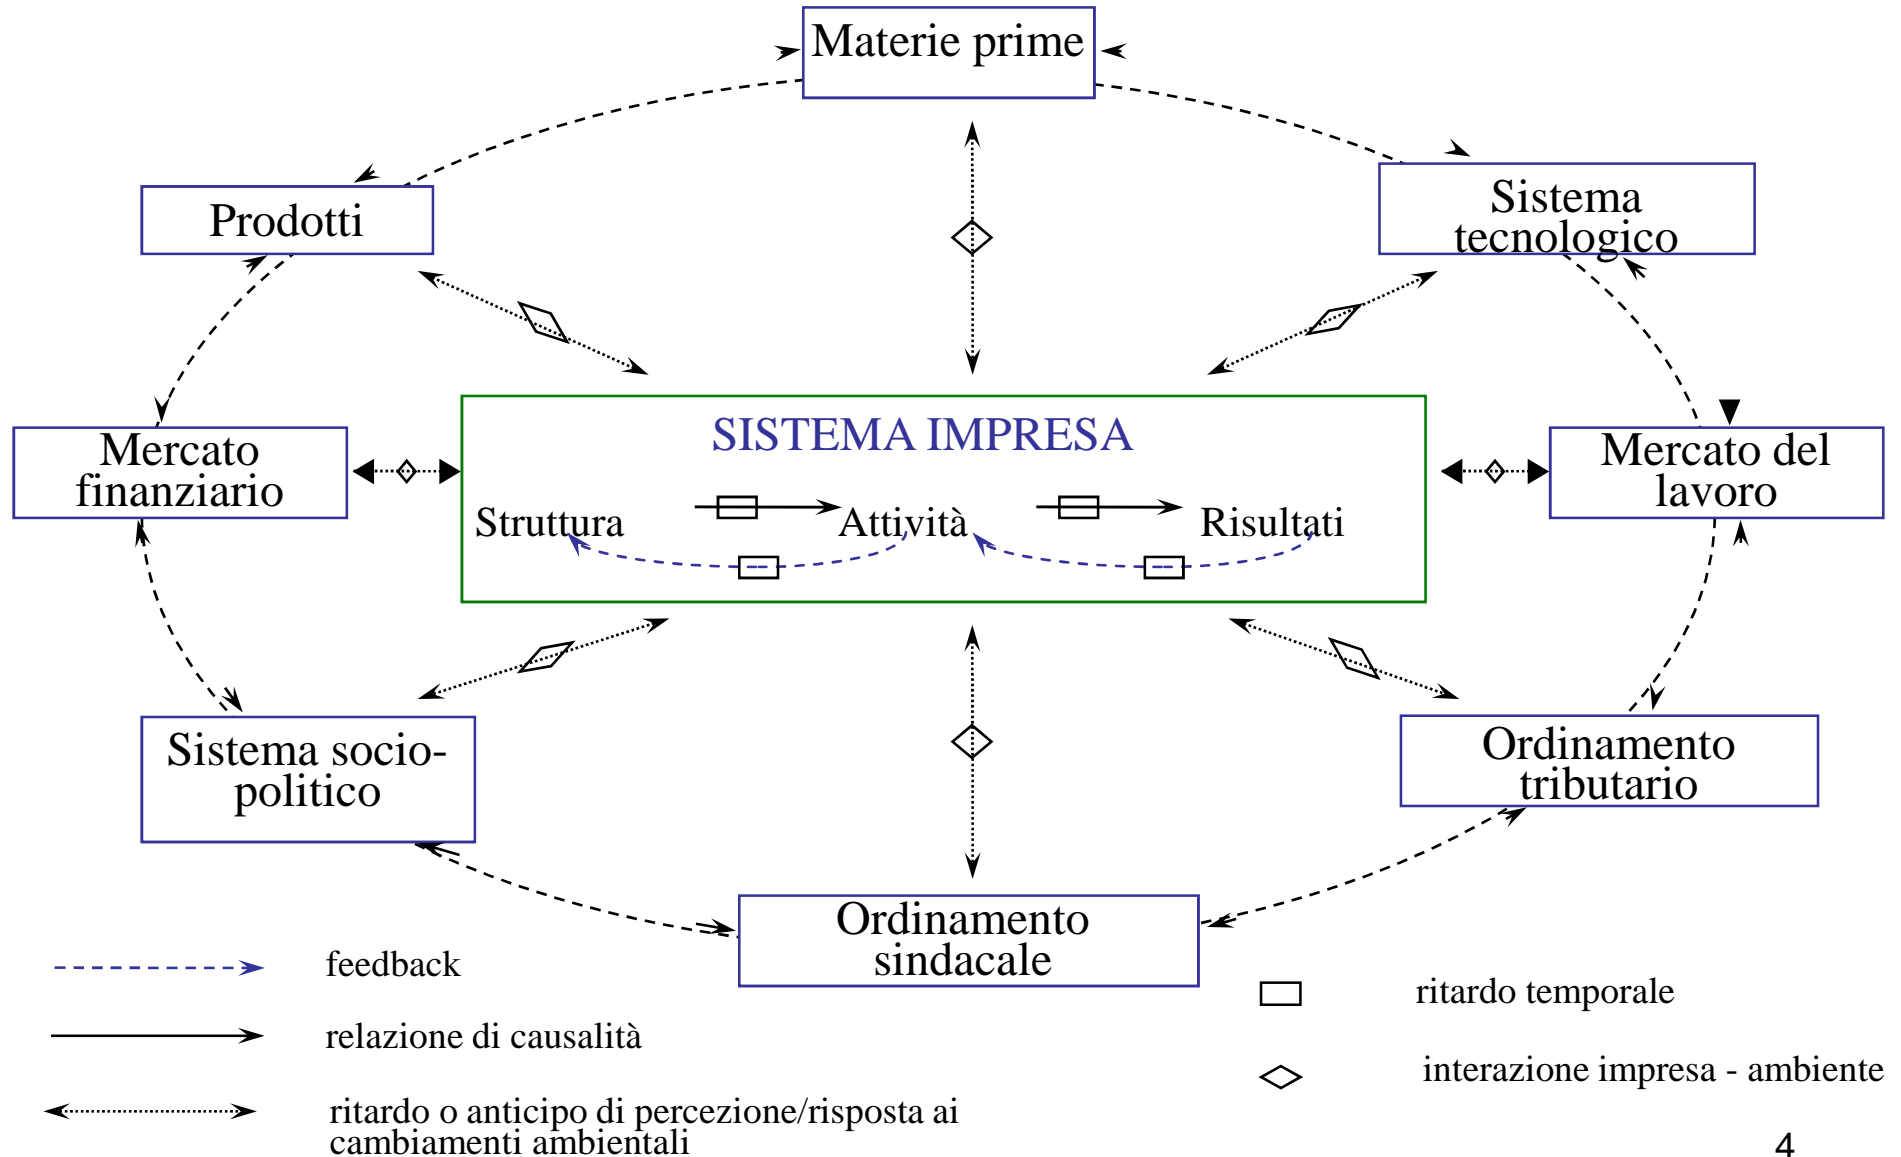 Materie prime
Prodotti
Sistema
tecnologico
Mercato
finanziario
SISTEMA IMPRESA
Struttura
Attività
Risultati
Mercato del
lavoro
Sistema socio-
politico
Ordinamento
tributario
Ordinamento
sindacale
feedback
relazione di causalità
ritardo o anticipo di percezione/risposta ai
cambiamenti ambientali
ritardo temporale
interazione impresa - ambiente
4